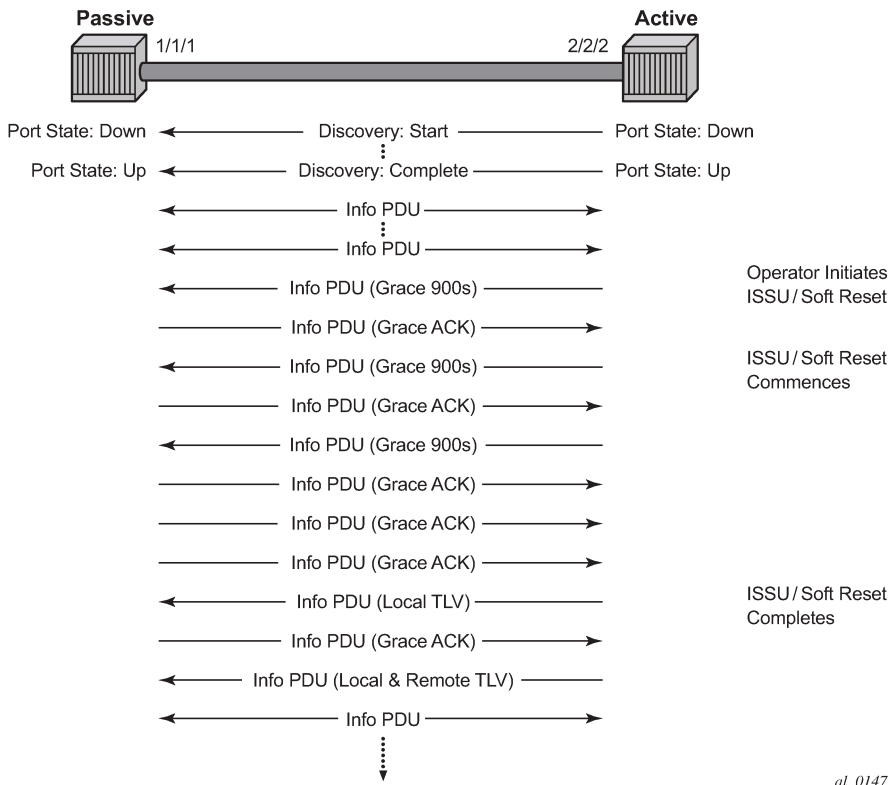 Passive Active
1/1/1 2/2/2
Port State: Down Discovery: Start Port State: Down
Port State: Up Discovery: Complete Port State: Up
Info PDU
Info PDU
Operator Initiates
Info PDU (Grace 900s) ISSU/Soft Reset
Info PDU (Grace ACK)
Info PDU (Grace 900s) ISSU/Soft Reset
Commences
Info PDU (Grace ACK)
Info PDU (Grace 900s)
Info PDU (Grace ACK)
Info PDU (Grace ACK)
Info PDU (Grace ACK)
Info PDU (Local TLV) ISSU/Soft Reset
Completes
Info PDU (Grace ACK)
Info PDU (Local & Remote TLV)
Info PDU
al_0147